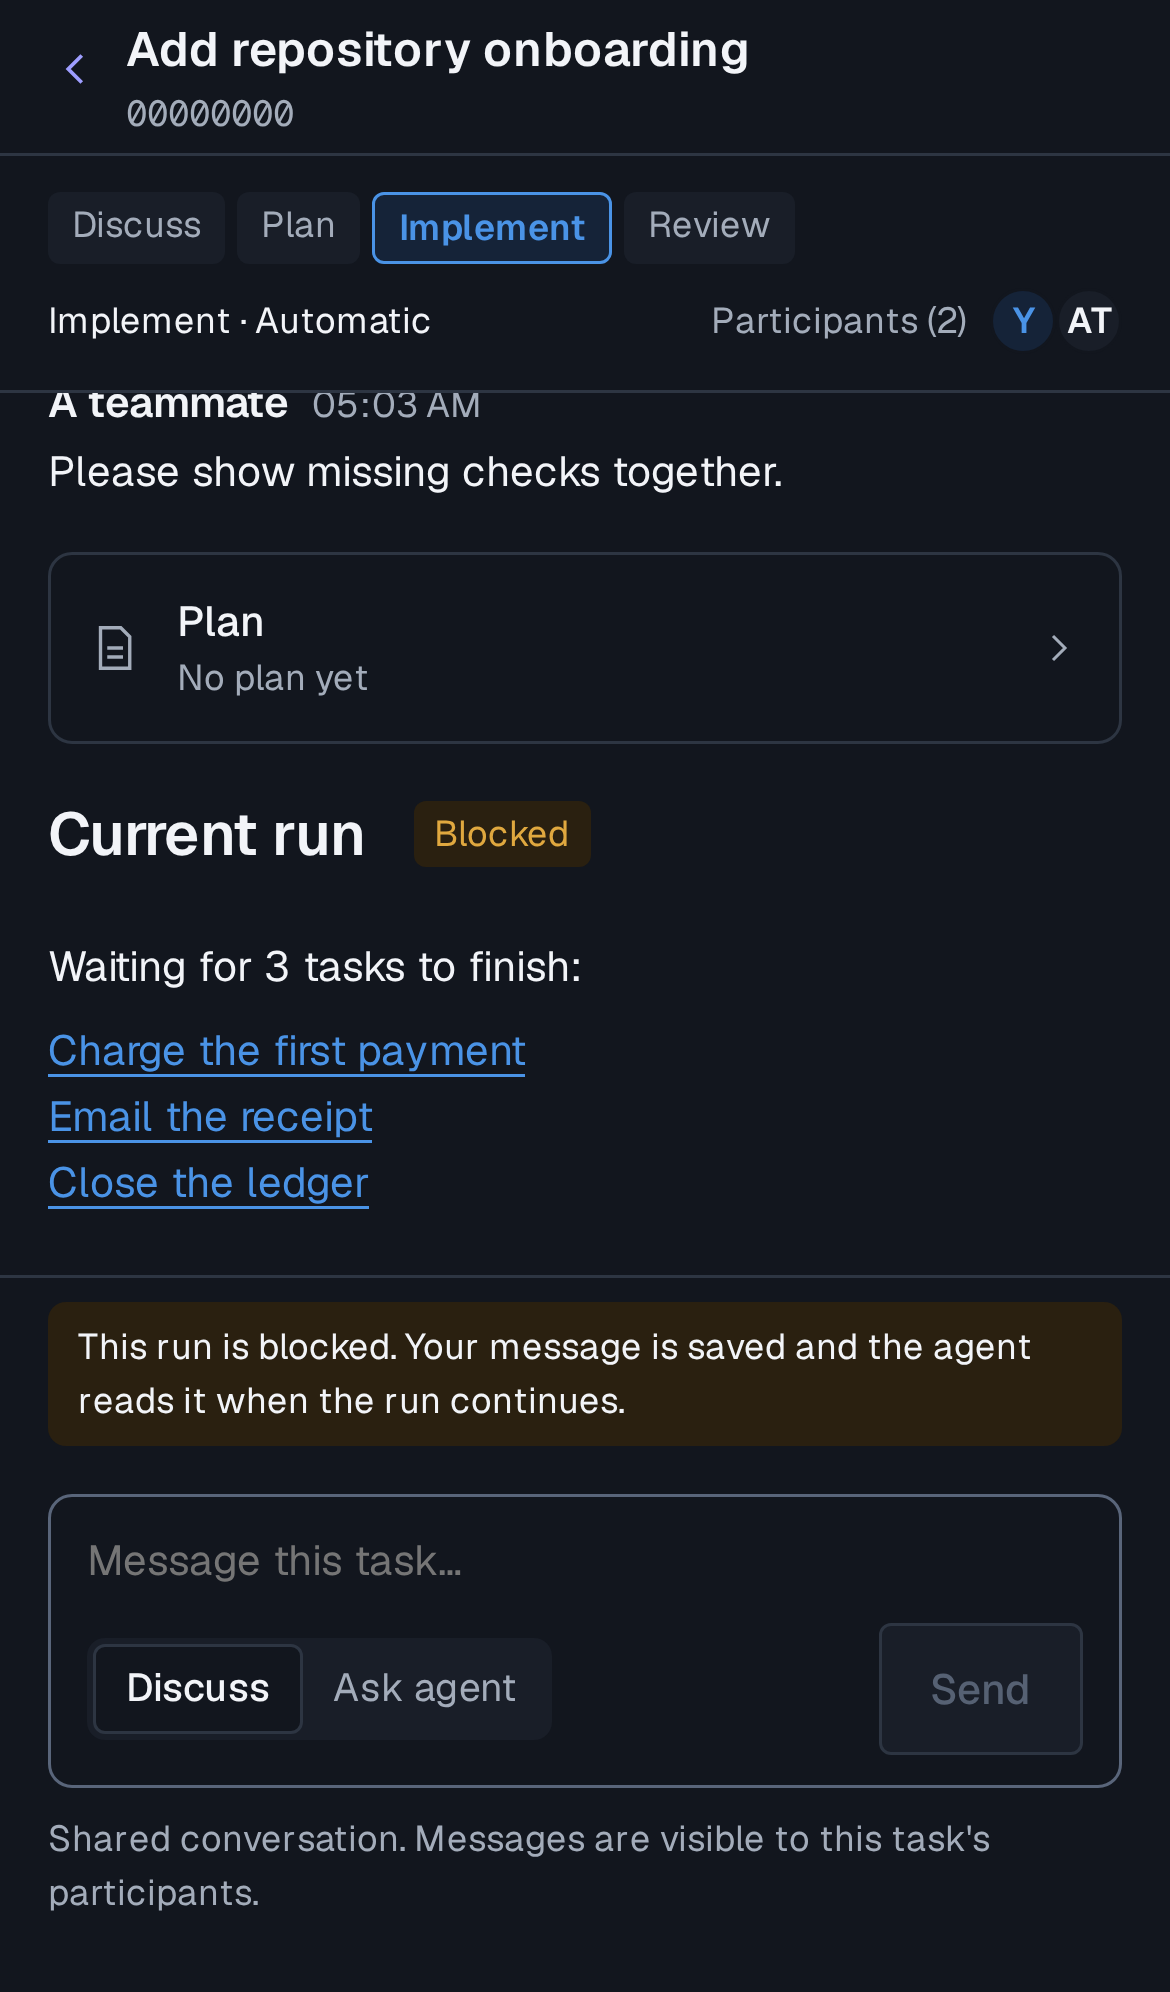 Add repository onboarding
00000000
Discuss Plan Implement Review
Implement · Automatic Participants (2) Y AT
A teammate 05:03 AM
Please show missing checks together.
Plan
No plan yet
Current run Blocked
Waiting for 3 tasks to finish:
Charge the first payment
Email the receipt
Close the ledger
This run is blocked. Your message is saved and the agent
reads it when the run continues.
Message this task…
Discuss Ask agent Send
Shared conversation. Messages are visible to this task's
participants.